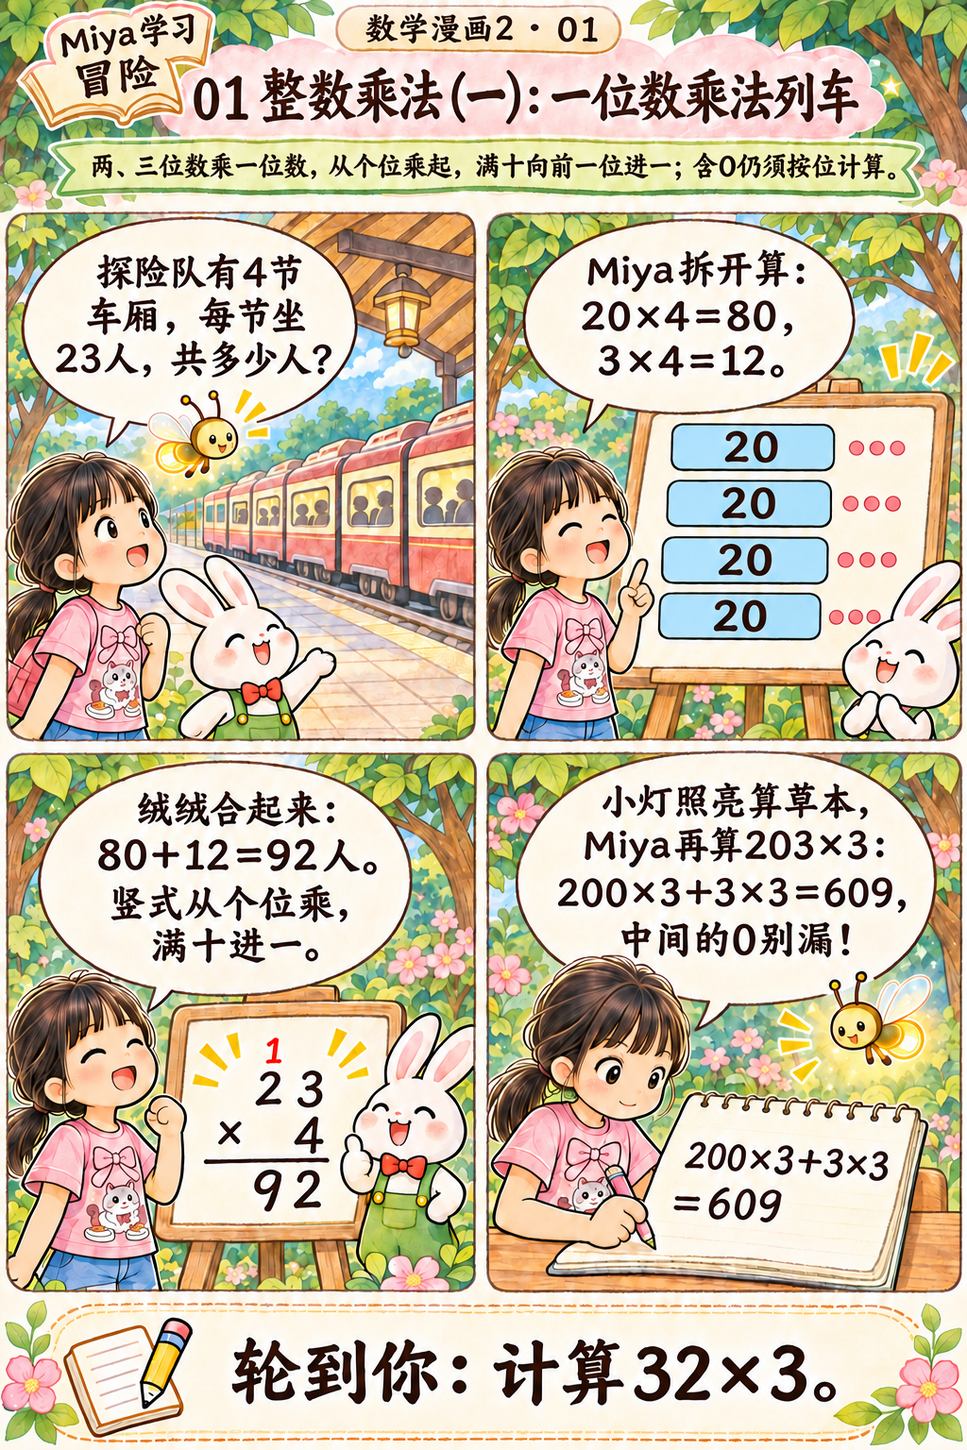 Miya学习
冒险
数学漫画2 · 01
01 整数乘法(一)：一位数乘法列车
两、三位数乘一位数，从个位乘起，满十向前一位进一；含0仍须按位计算。
探险队有4节
车厢，每节坐
23人，共多少人？
Miya拆开算：
20×4=80，
3×4=12。
20
20
20
20
绒绒合起来：
80+12=92人。
竖式从个位乘，
满十进一。
1
23
× 4
92
小灯照亮算草本，
Miya再算203×3：
200×3+3×3=609，
中间的0别漏！
200×3+3×3
=609
轮到你：计算32×3。